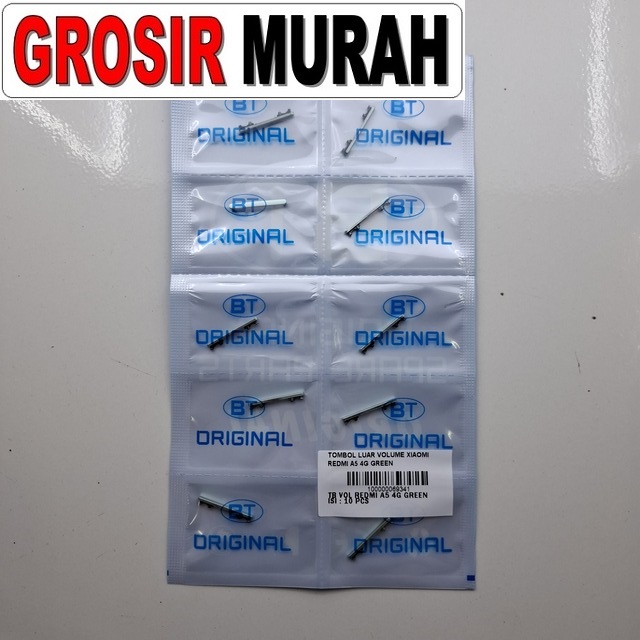 GROSIR MURAH
BT BT
ORIGINAL ORIGINAL
BT BT
ORIGINAL ORIGINAL
BT BT
ORIGINAL ORIGINAL
BT BT
ORIGINAL ORIGINAL
TOMBOL LUAR VOLUME XIAOMI
REDMI A5 4G GREEN
100000069341
TB VOL REDMI A5 4G GREEN
ISI : 10 PCS
BT BT
ORIGINAL ORIGINAL